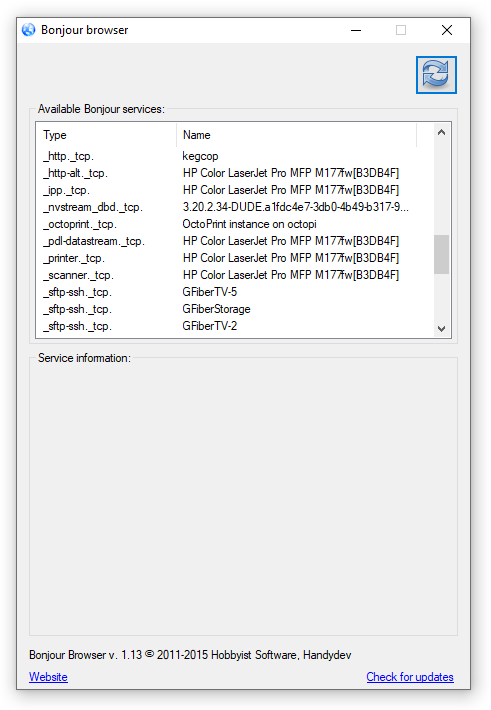 Bonjour browser
Available Bonjour services:
Type Name
_http._tcp. kegcop
_http-alt._tcp. HP Color LaserJet Pro MFP M177fw[B3DB4F]
_ipp._tcp. HP Color LaserJet Pro MFP M177fw[B3DB4F]
_nvstream_dbd._tcp. 3.20.2.34-DUDE.a1fdc4e7-3db0-4b49-b317-9...
_octoprint._tcp. OctoPrint instance on octopi
_pdl-datastream._tcp. HP Color LaserJet Pro MFP M177fw[B3DB4F]
_printer._tcp. HP Color LaserJet Pro MFP M177fw[B3DB4F]
_scanner._tcp. HP Color LaserJet Pro MFP M177fw[B3DB4F]
_sftp-ssh._tcp. GFiberTV-5
_sftp-ssh._tcp. GFiberStorage
_sftp-ssh._tcp. GFiberTV-2
Service information:
Bonjour Browser v. 1.13 © 2011-2015 Hobbyist Software, Handydev
Website Check for updates